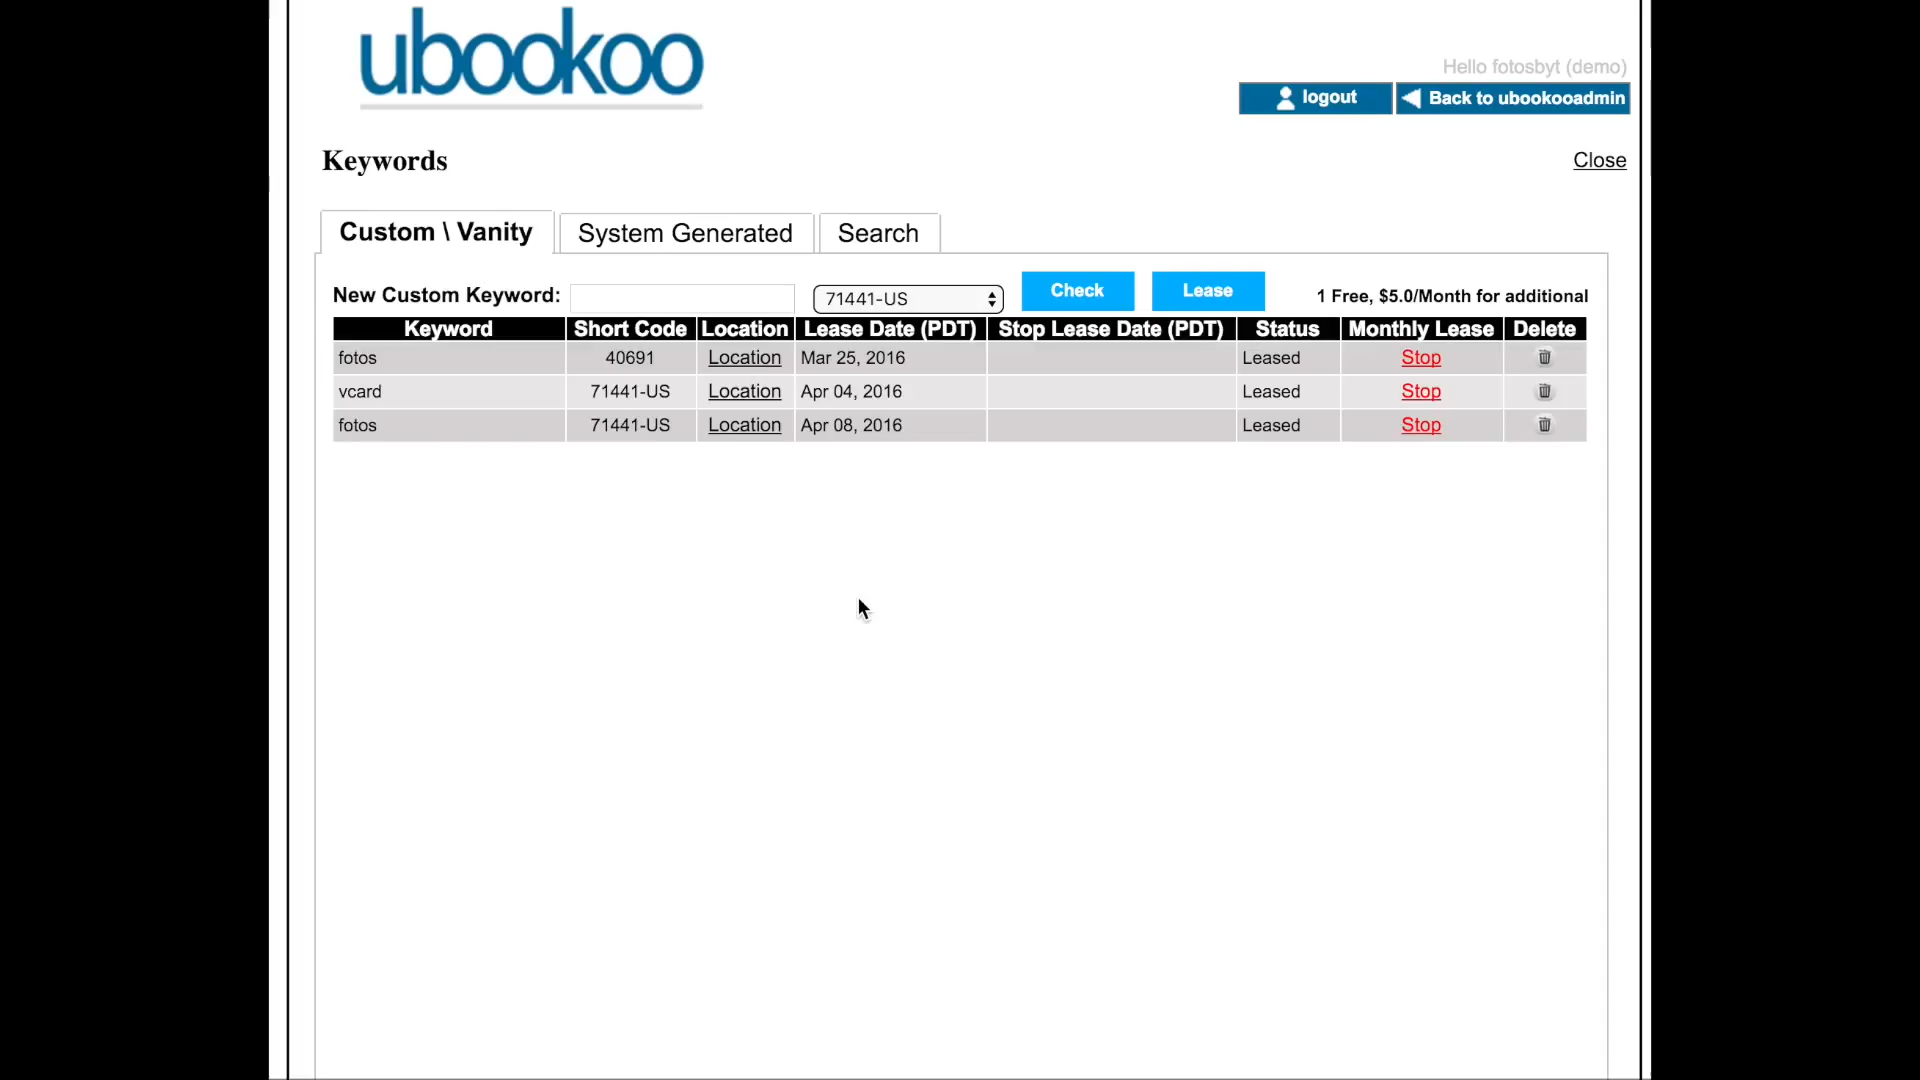 ubookoo
Hello fotosbyt (demo)
logout Back to ubookooadmin
Keywords Close
Custom \ Vanity System Generated Search
New Custom Keyword: 71441-US Check Lease 1 Free, $5.0/Month for additional
Keyword Short Code Location Lease Date (PDT) Stop Lease Date (PDT) Status Monthly Lease Delete
fotos 40691 Location Mar 25, 2016 Leased Stop
vcard 71441-US Location Apr 04, 2016 Leased Stop
fotos 71441-US Location Apr 08, 2016 Leased Stop